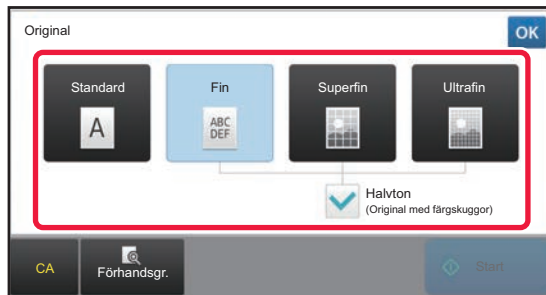 Original
OK
Standard
Fin
Superfin
Ultrafin
A
ABC
DEF
Halvton
(Original med färgskuggor)
CA
Förhandsgr.
Start